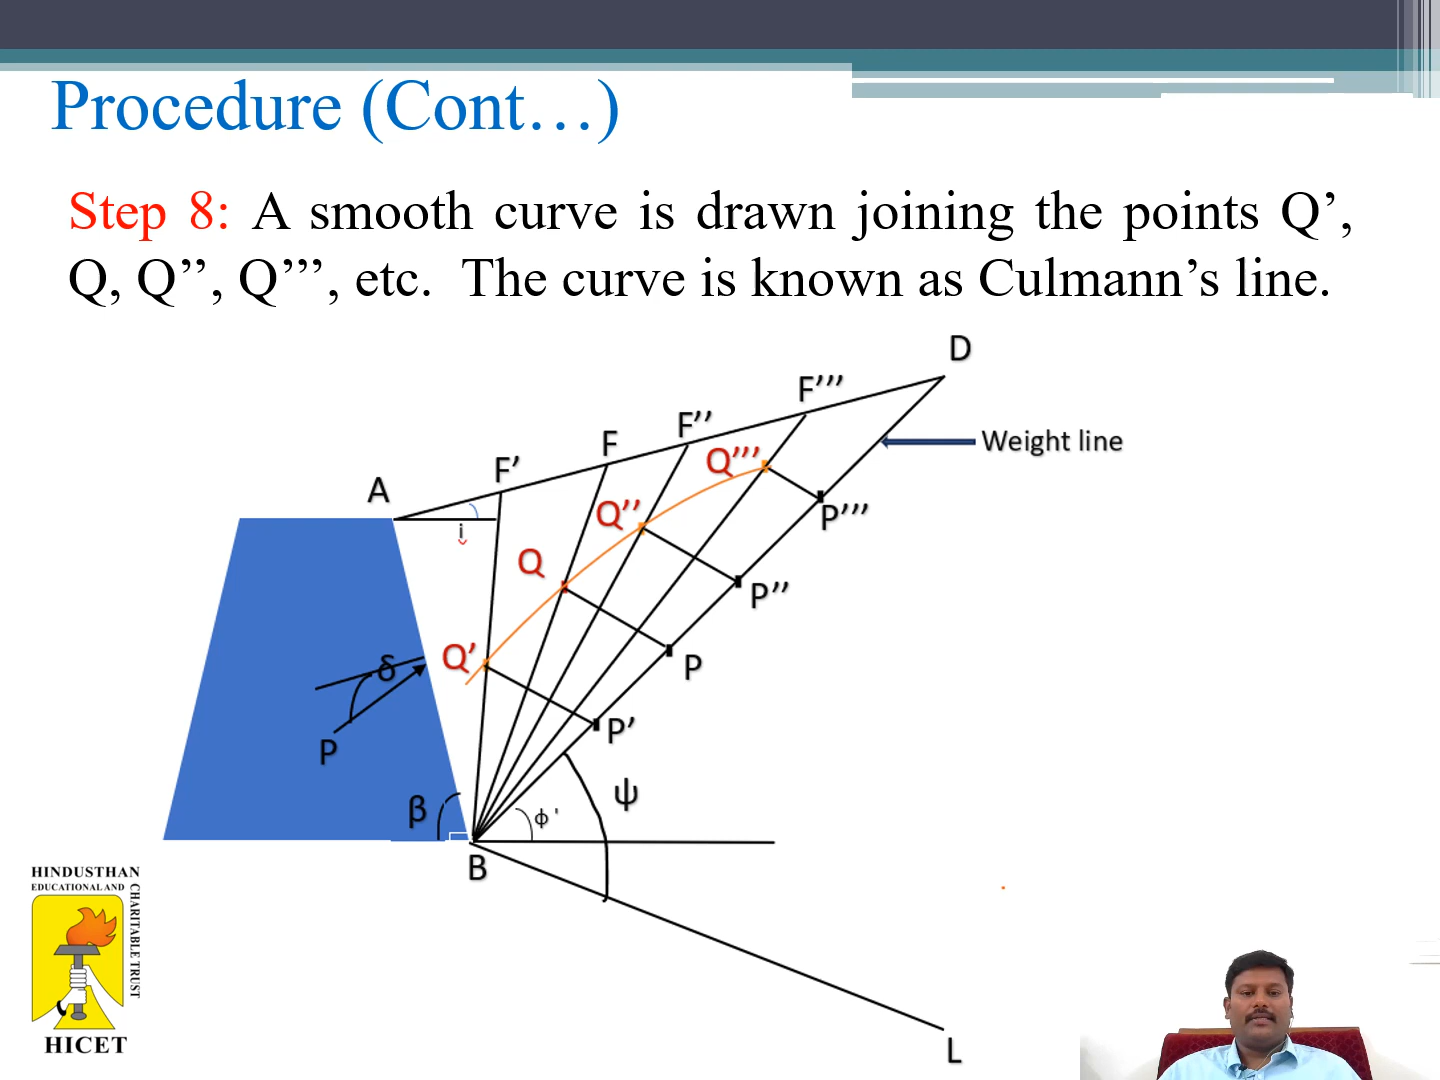 Procedure (Cont…)
Step 8: A smooth curve is drawn joining the points Q’,
Q, Q’’, Q’’’, etc. The curve is known as Culmann’s line.
D
F’’’
F’’
F
F’
A
i
Weight line
Q’’’
Q’’
Q
Q’
P’’’
P’’
P
P’
δ
P
β
ϕ '
ψ
B
L
HINDUSTHAN
EDUCATIONAL AND
CHARITABLE TRUST
HICET